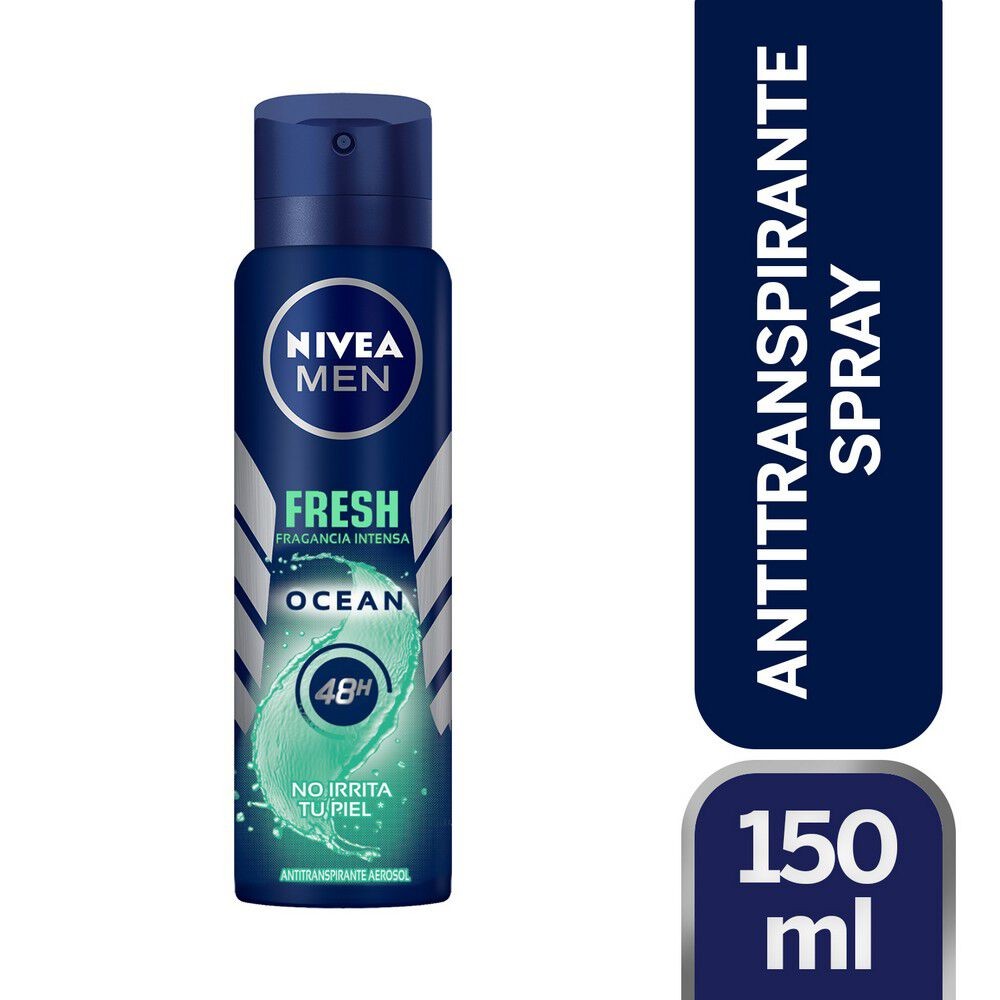 NIVEA
MEN
FRESH
FRAGANCIA INTENSA
OCEAN
48H
NO IRRITA
TU PIEL*
ANTITRANSPIRANTE AEROSOL
ANTITRANSPIRANTE
SPRAY
150
ml